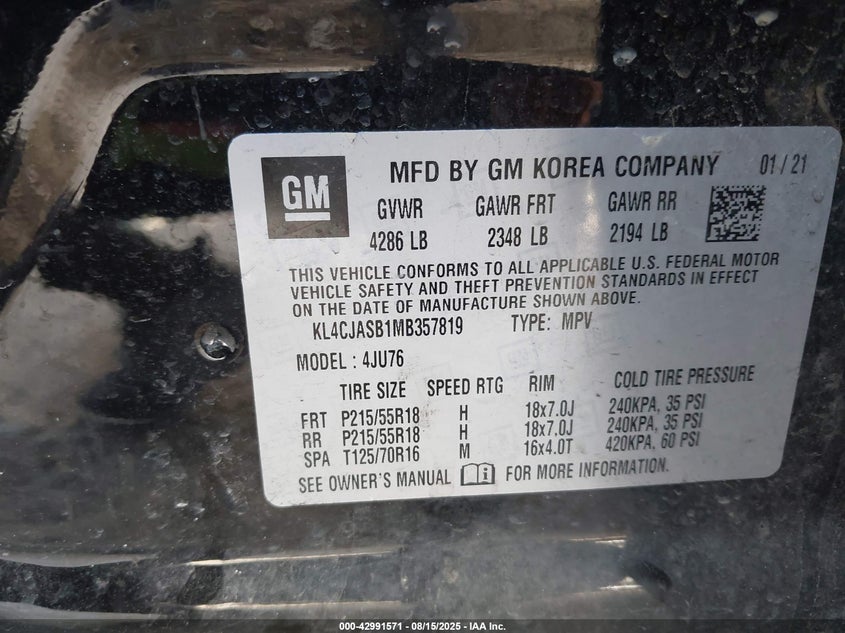 GM
MFD BY GM KOREA COMPANY 01/21
GVWR GAWR FRT GAWR RR
4286 LB 2348 LB 2194 LB
THIS VEHICLE CONFORMS TO ALL APPLICABLE U.S. FEDERAL MOTOR
VEHICLE SAFETY AND THEFT PREVENTION STANDARDS IN EFFECT
ON THE DATE OF MANUFACTURE SHOWN ABOVE.
KL4CJASB1MB357819 TYPE: MPV
MODEL : 4JU76
TIRE SIZE SPEED RTG RIM COLD TIRE PRESSURE
FRT P215/55R18 H 18x7.0J 240KPA, 35 PSI
RR P215/55R18 H 18x7.0J 240KPA, 35 PSI
SPA T125/70R16 M 16x4.0T 420KPA, 60 PSI
SEE OWNER'S MANUAL FOR MORE INFORMATION.
000-42991571 - 08/15/2025 - IAA Inc.